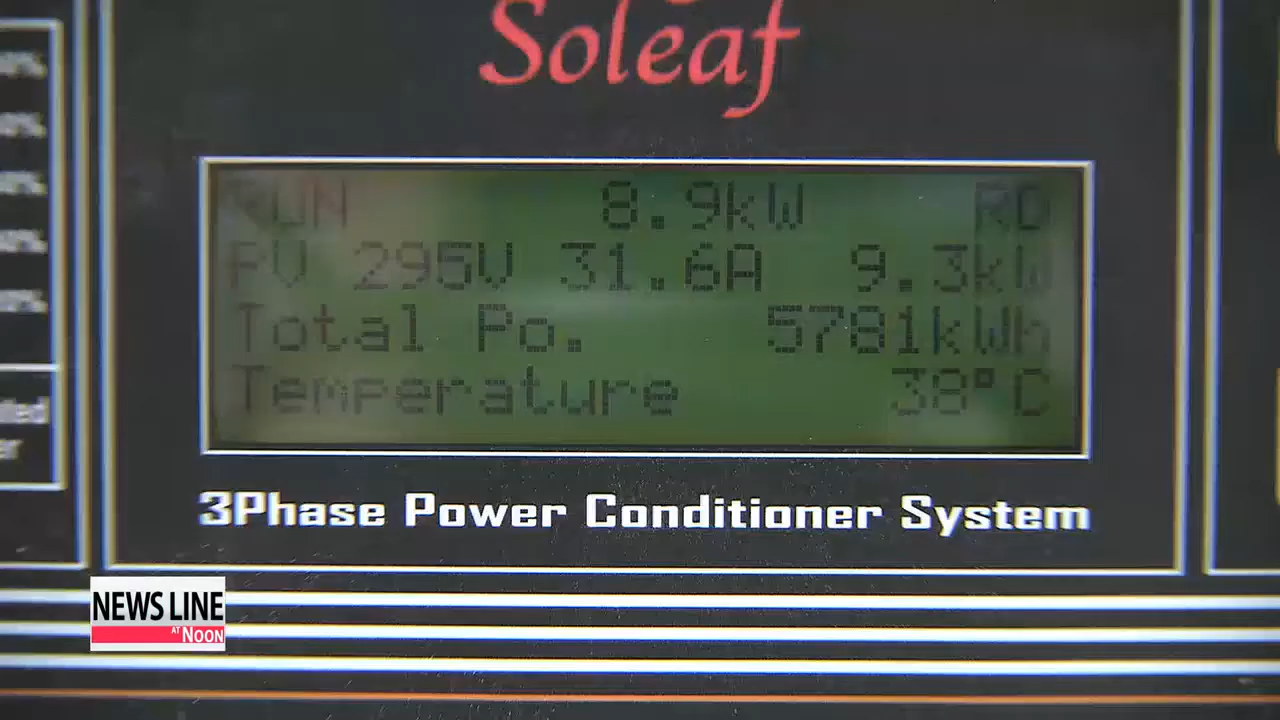 Soleaf
RUN 8.9kW RD
PV 295V 31.6A 9.3kW
Total Po. 5781kWh
Temperature 38°C
3Phase Power Conditioner System
NEWS LINE
AT NOON